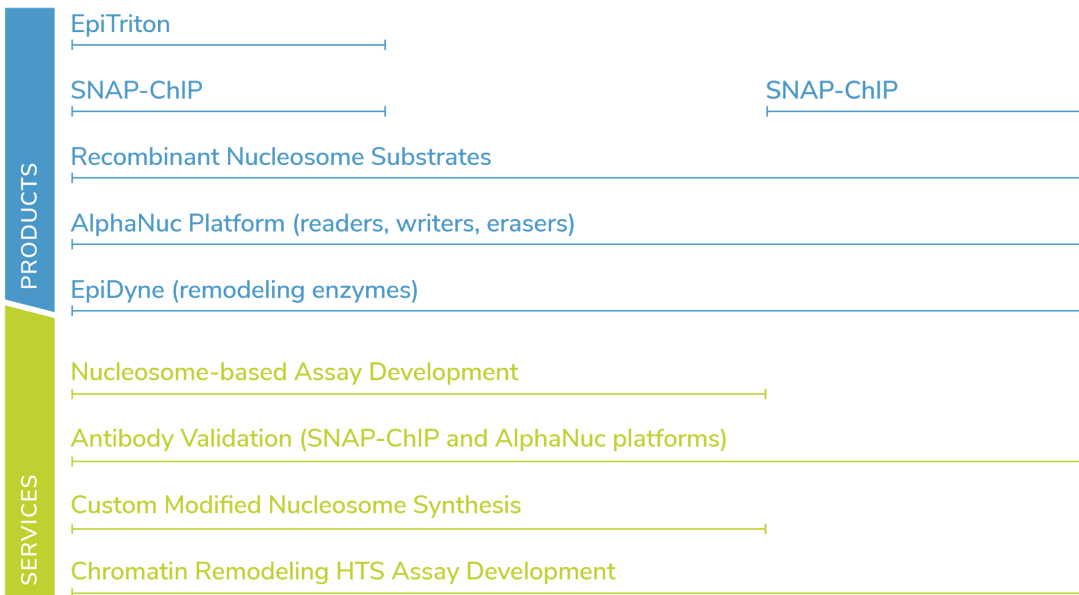 PRODUCTS
EpiTriton
SNAP-ChIP
SNAP-ChIP
Recombinant Nucleosome Substrates
AlphaNuc Platform (readers, writers, erasers)
EpiDyne (remodeling enzymes)
SERVICES
Nucleosome-based Assay Development
Antibody Validation (SNAP-ChIP and AlphaNuc platforms)
Custom Modified Nucleosome Synthesis
Chromatin Remodeling HTS Assay Development